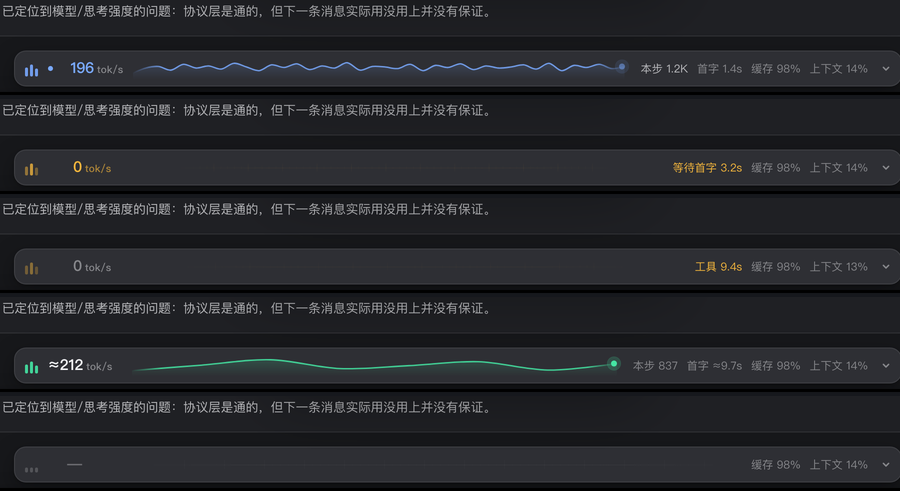 已定位到模型/思考强度的问题：协议层是通的，但下一条消息实际用没用上并没有保证。
196 tok/s 本步 1.2K 首字 1.4s 缓存 98% 上下文 14%
已定位到模型/思考强度的问题：协议层是通的，但下一条消息实际用没用上并没有保证。
0 tok/s 等待首字 3.2s 缓存 98% 上下文 14%
已定位到模型/思考强度的问题：协议层是通的，但下一条消息实际用没用上并没有保证。
0 tok/s 工具 9.4s 缓存 98% 上下文 13%
已定位到模型/思考强度的问题：协议层是通的，但下一条消息实际用没用上并没有保证。
≈212 tok/s 本步 837 首字 ≈9.7s 缓存 98% 上下文 14%
已定位到模型/思考强度的问题：协议层是通的，但下一条消息实际用没用上并没有保证。
— 缓存 98% 上下文 14%